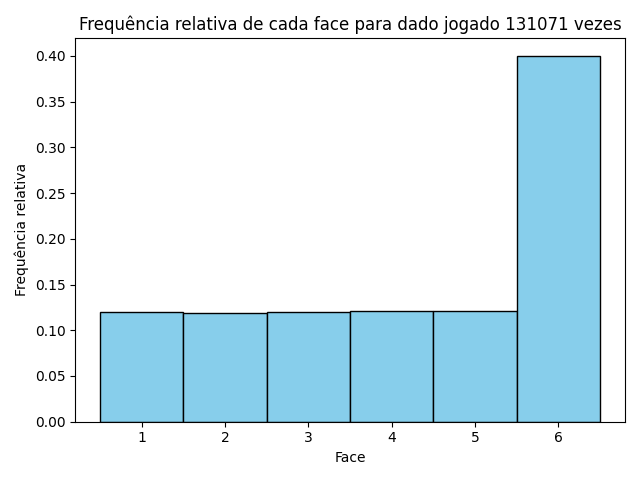 Frequência relativa de cada face para dado jogado 131071 vezes
0.40
0.35
0.30
0.25
0.20
0.15
0.10
0.05
0.00
Frequência relativa
1 2 3 4 5 6
Face